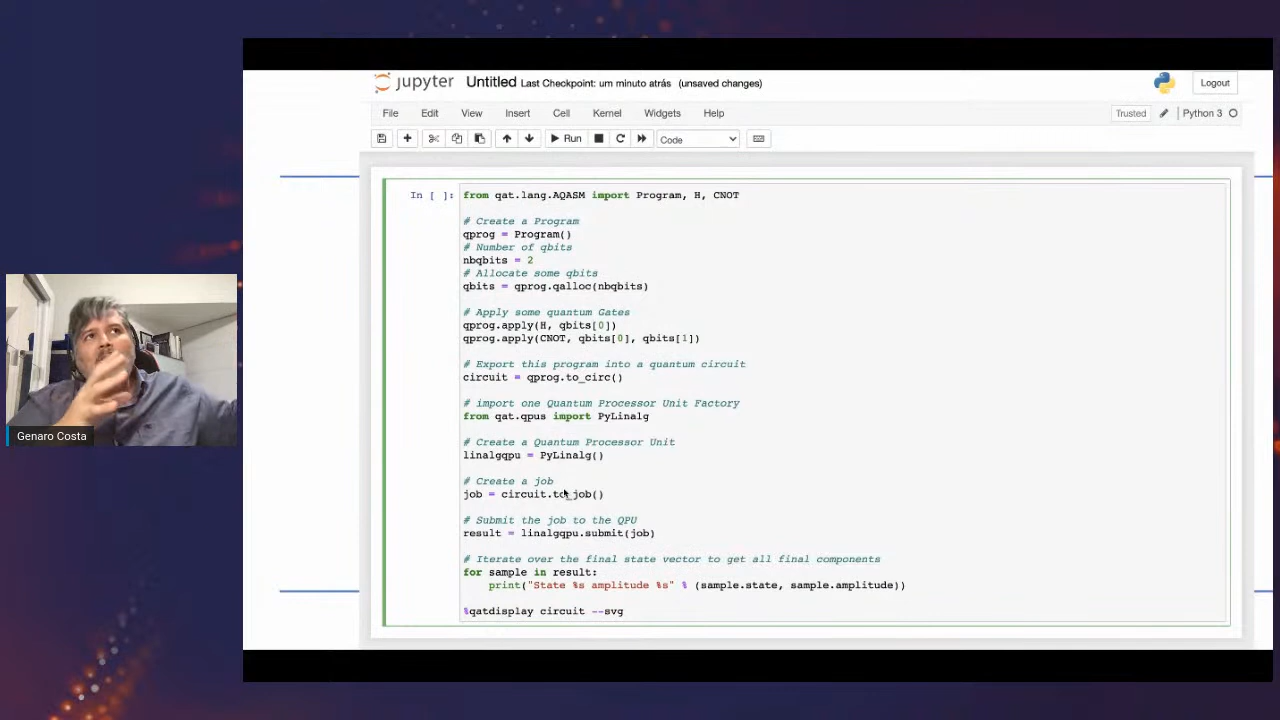 jupyter Untitled Last Checkpoint: um minuto atrás (unsaved changes)
Logout
File Edit View Insert Cell Kernel Widgets Help
Trusted Python 3
Run Code
In [ ]: from qat.lang.AQASM import Program, H, CNOT
# Create a Program
qprog = Program()
# Number of qbits
nbqbits = 2
# Allocate some qbits
qbits = qprog.qalloc(nbqbits)
# Apply some quantum Gates
qprog.apply(H, qbits[0])
qprog.apply(CNOT, qbits[0], qbits[1])
# Export this program into a quantum circuit
circuit = qprog.to_circ()
# import one Quantum Processor Unit Factory
from qat.qpus import PyLinalg
# Create a Quantum Processor Unit
linalgqpu = PyLinalg()
# Create a job
job = circuit.to_job()
# Submit the job to the QPU
result = linalgqpu.submit(job)
# Iterate over the final state vector to get all final components
for sample in result:
    print("State %s amplitude %s" % (sample.state, sample.amplitude))
%qatdisplay circuit --svg
Genaro Costa